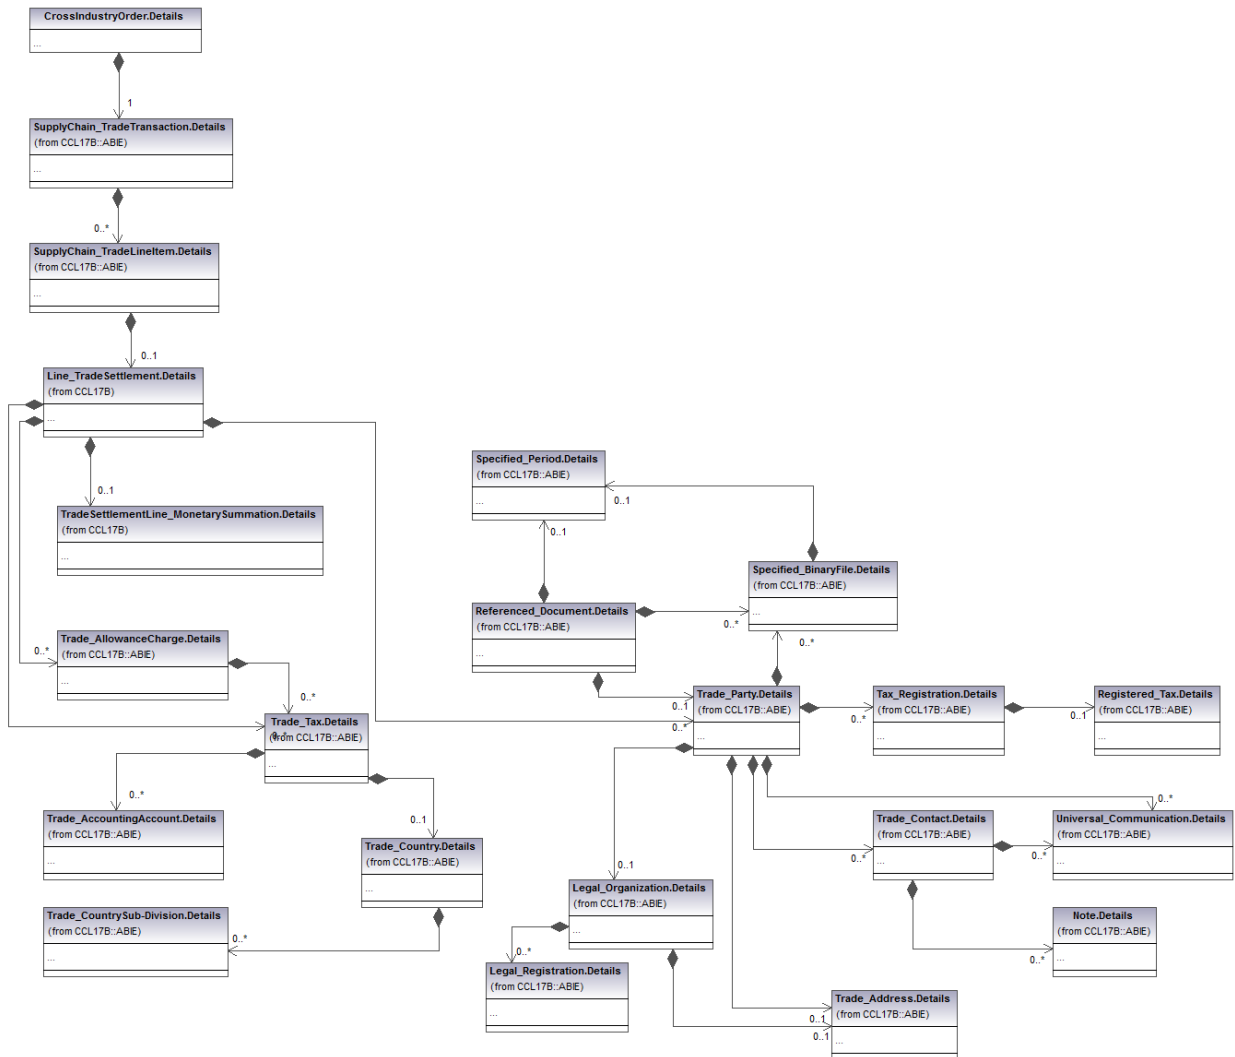 CrossIndustryOrder.Details
...
1
SupplyChain_TradeTransaction.Details
(from CCL17B::ABIE)
...
0..*
SupplyChain_TradeLineItem.Details
(from CCL17B::ABIE)
...
0..1
Line_TradeSettlement.Details
(from CCL17B)
...
0..1
TradeSettlementLine_MonetarySummation.Details
(from CCL17B)
...
Specified_Period.Details
(from CCL17B::ABIE)
...
0..1
0..1
Specified_BinaryFile.Details
(from CCL17B::ABIE)
...
0..*
0..*
Referenced_Document.Details
(from CCL17B::ABIE)
...
Trade_AllowanceCharge.Details
(from CCL17B::ABIE)
...
0..*
0..*
Trade_Party.Details
(from CCL17B::ABIE)
...
0..1
0..*
Tax_Registration.Details
(from CCL17B::ABIE)
...
0..*
Registered_Tax.Details
(from CCL17B::ABIE)
...
0..1
Trade_Tax.Details
(from CCL17B::ABIE)
...
0..*
Trade_AccountingAccount.Details
(from CCL17B::ABIE)
...
0..1
Trade_Country.Details
(from CCL17B::ABIE)
...
Trade_Contact.Details
(from CCL17B::ABIE)
...
0..*
0..*
Universal_Communication.Details
(from CCL17B::ABIE)
...
0..*
0..1
Legal_Organization.Details
(from CCL17B::ABIE)
...
Trade_CountrySub-Division.Details
(from CCL17B::ABIE)
...
0..*
Note.Details
(from CCL17B::ABIE)
...
0..*
0..*
Legal_Registration.Details
(from CCL17B::ABIE)
...
Trade_Address.Details
(from CCL17B::ABIE)
...
0..1
0..1